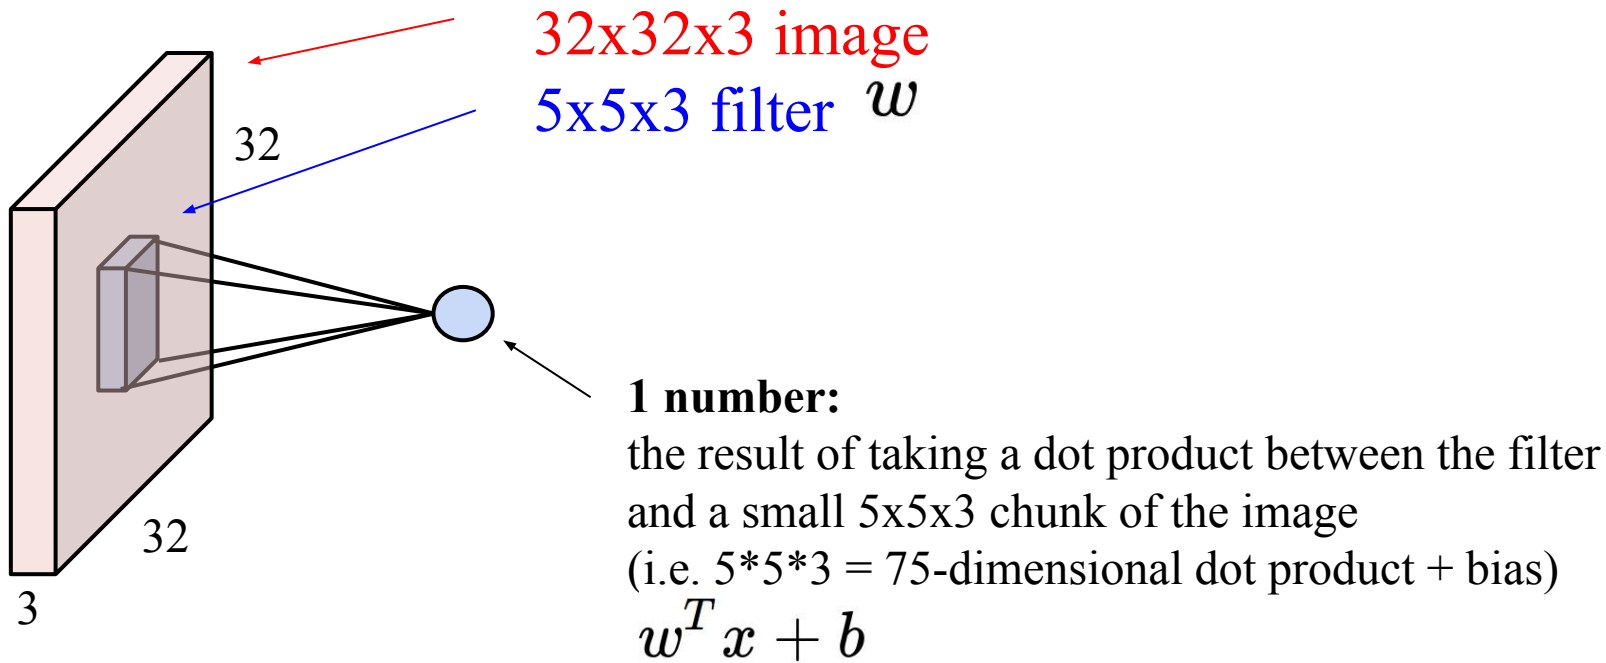 32x32x3 image
5x5x3 filter w
32
32
3
1 number:
the result of taking a dot product between the filter
and a small 5x5x3 chunk of the image
(i.e. 5*5*3 = 75-dimensional dot product + bias)
w^T x + b